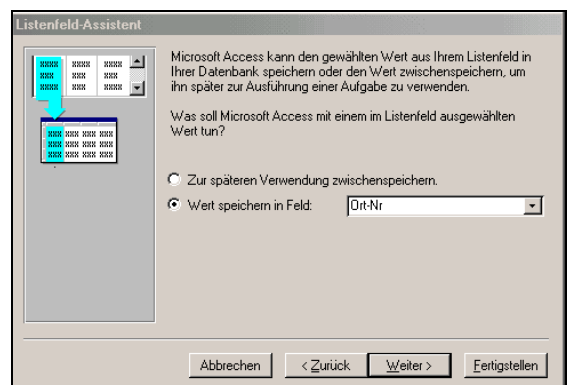 Listenfeld-Assistent
Microsoft Access kann den gewählten Wert aus Ihrem Listenfeld in
Ihrer Datenbank speichern oder den Wert zwischenspeichern, um
ihn später zur Ausführung einer Aufgabe zu verwenden.
Was soll Microsoft Access mit einem im Listenfeld ausgewählten
Wert tun?
Zur späteren Verwendung zwischenspeichern.
Wert speichern in Feld: Ort-Nr
Abbrechen < Zurück Weiter > Fertigstellen